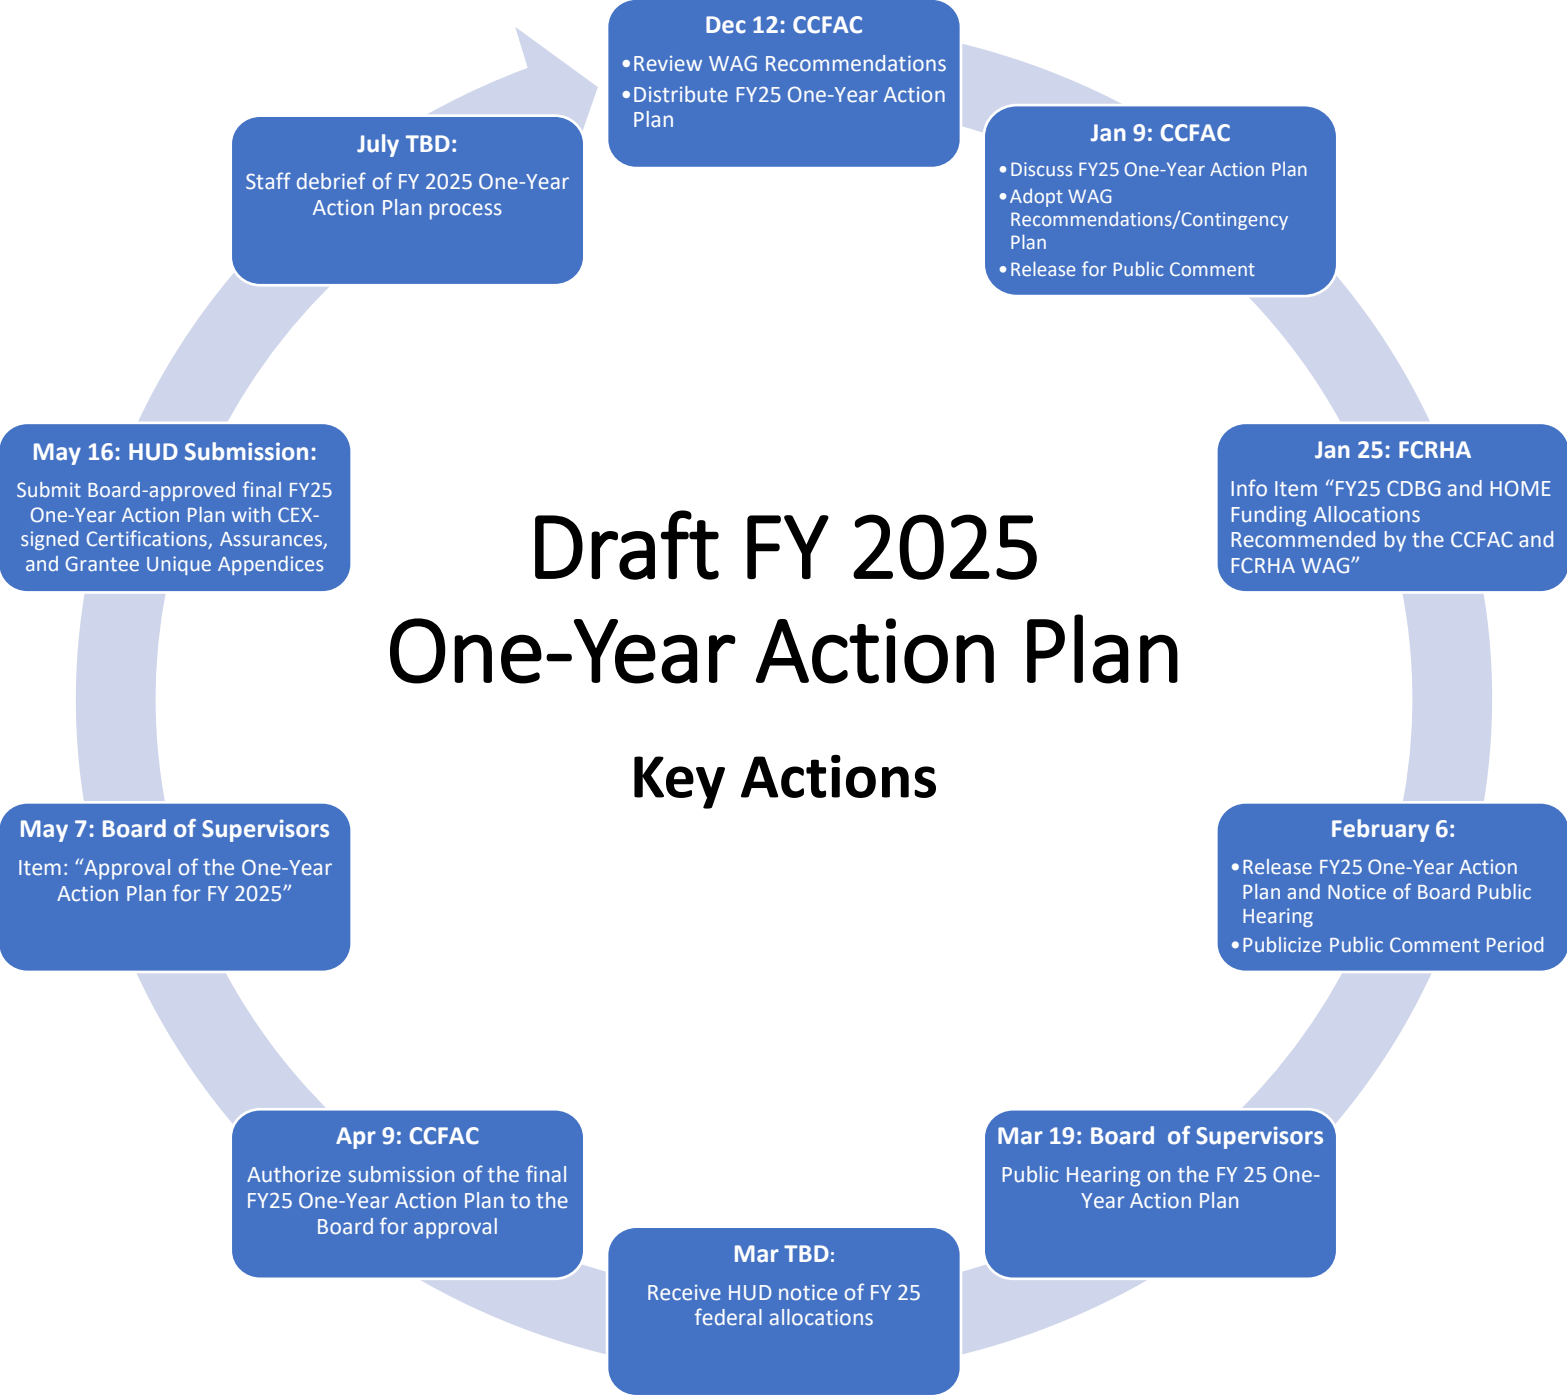 Dec 12: CCFAC
•Review WAG Recommendations
•Distribute FY25 One-Year Action
Plan
Jan 9: CCFAC
•Discuss FY25 One-Year Action Plan
•Adopt WAG
Recommendations/Contingency
Plan
•Release for Public Comment
Jan 25: FCRHA
Info Item “FY25 CDBG and HOME
Funding Allocations
Recommended by the CCFAC and
FCRHA WAG”
February 6:
•Release FY25 One-Year Action
Plan and Notice of Board Public
Hearing
•Publicize Public Comment Period
Mar 19: Board of Supervisors
Public Hearing on the FY 25 One-
Year Action Plan
Mar TBD:
Receive HUD notice of FY 25
federal allocations
Apr 9: CCFAC
Authorize submission of the final
FY25 One-Year Action Plan to the
Board for approval
May 7: Board of Supervisors
Item: “Approval of the One-Year
Action Plan for FY 2025”
May 16: HUD Submission:
Submit Board-approved final FY25
One-Year Action Plan with CEX-
signed Certifications, Assurances,
and Grantee Unique Appendices
July TBD:
Staff debrief of FY 2025 One-Year
Action Plan process
Draft FY 2025
One-Year Action Plan
Key Actions